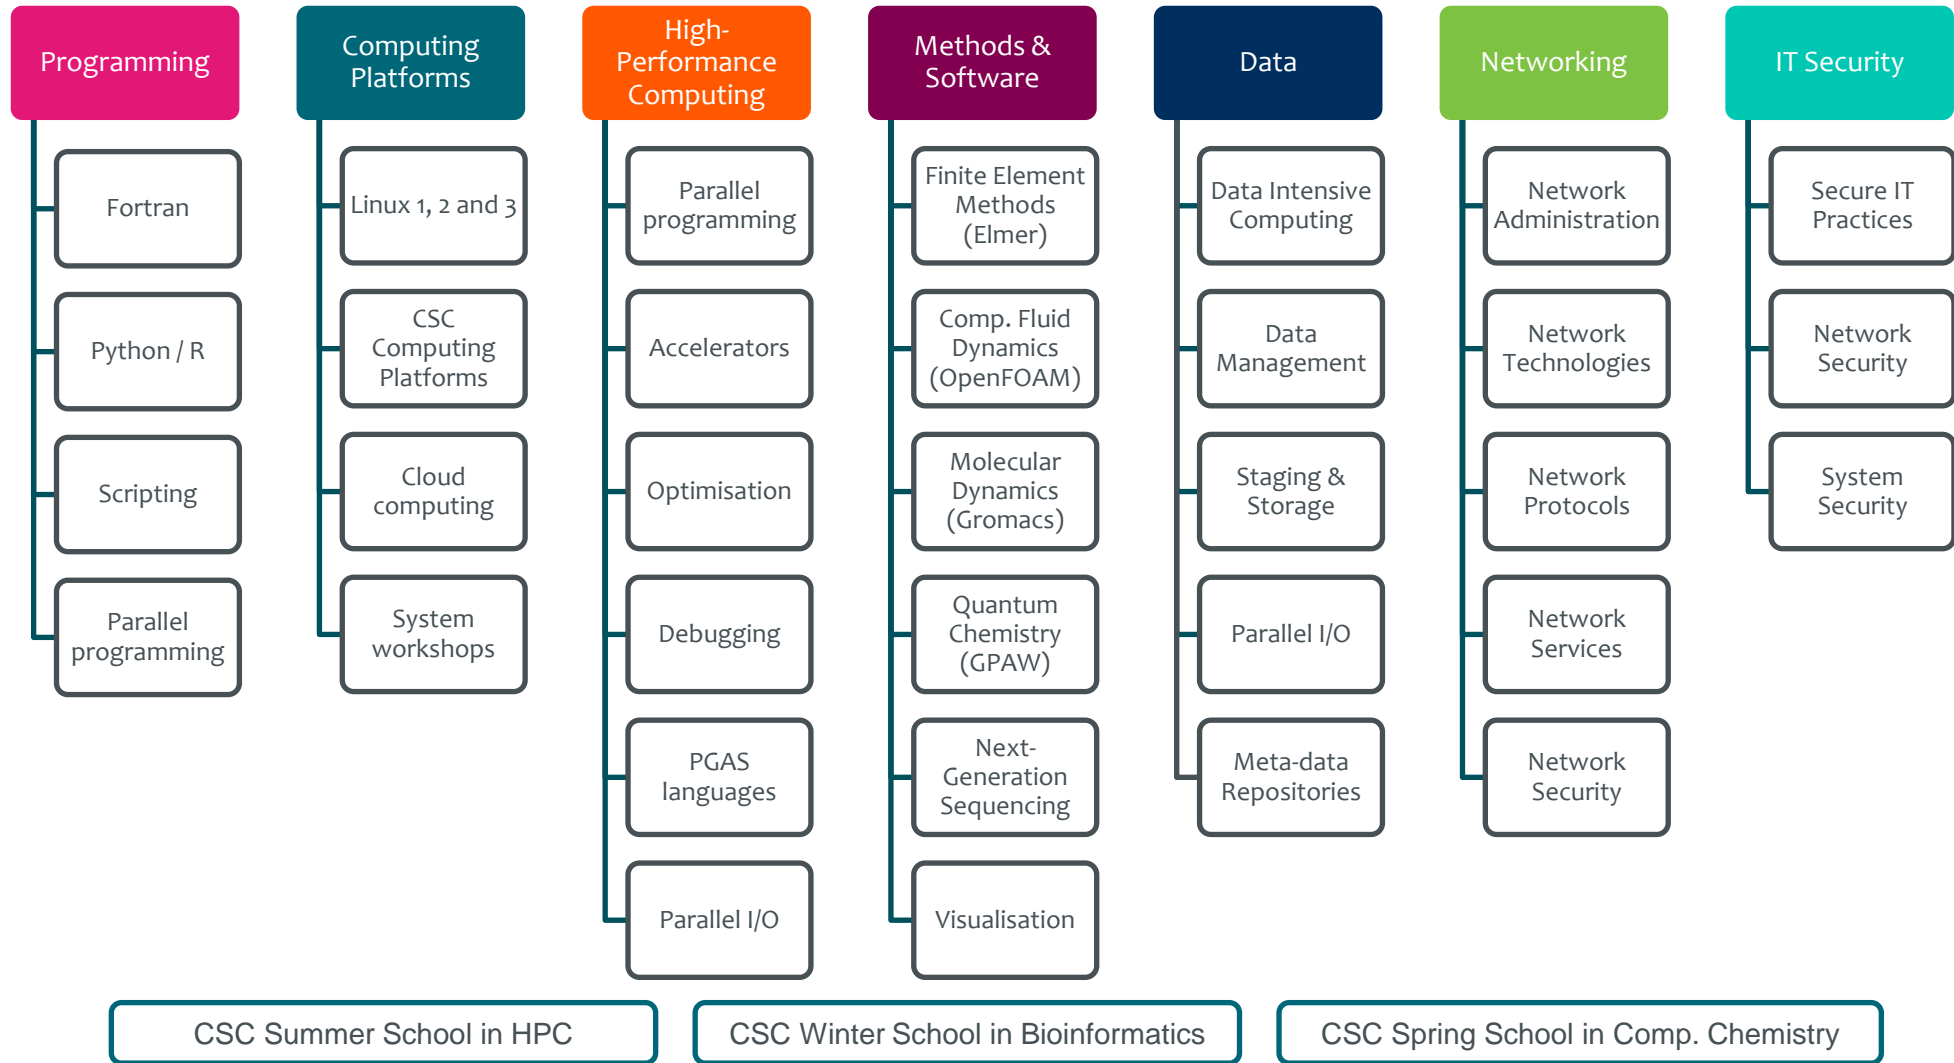 Programming
Computing
Platforms
High-
Performance
Computing
Methods &
Software
Data
Networking
IT Security
Fortran
Python / R
Scripting
Parallel
programming
Linux 1, 2 and 3
CSC
Computing
Platforms
Cloud
computing
System
workshops
Parallel
programming
Accelerators
Optimisation
Debugging
PGAS
languages
Parallel I/O
Finite Element
Methods
(Elmer)
Comp. Fluid
Dynamics
(OpenFOAM)
Molecular
Dynamics
(Gromacs)
Quantum
Chemistry
(GPAW)
Next-
Generation
Sequencing
Visualisation
Data Intensive
Computing
Data
Management
Staging &
Storage
Parallel I/O
Meta-data
Repositories
Network
Administration
Network
Technologies
Network
Protocols
Network
Services
Network
Security
Secure IT
Practices
Network
Security
System
Security
CSC Summer School in HPC
CSC Winter School in Bioinformatics
CSC Spring School in Comp. Chemistry